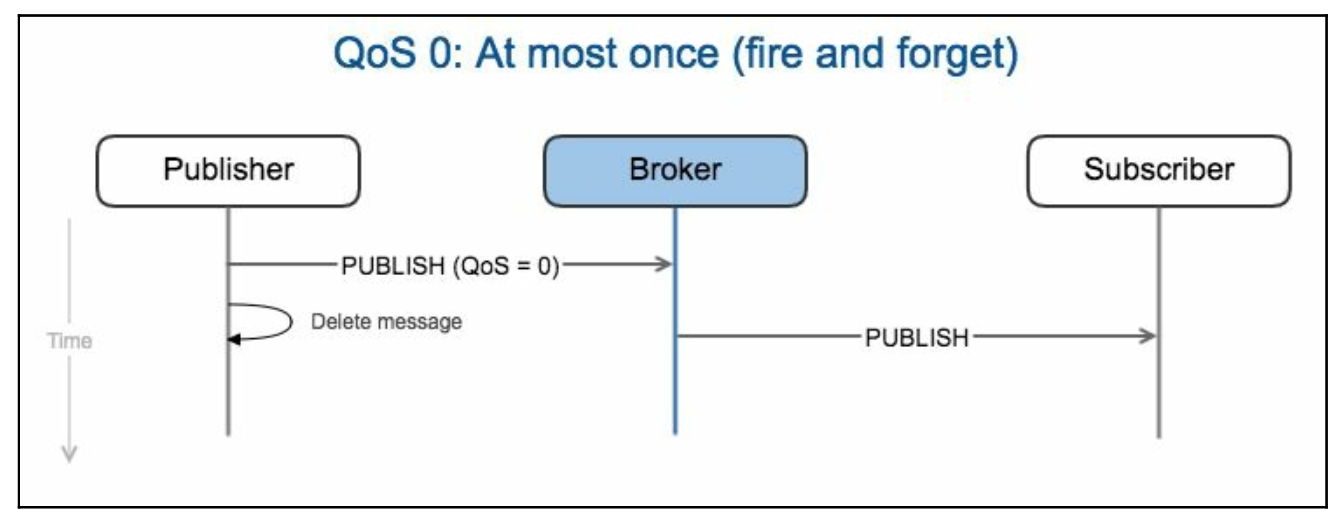 QoS 0: At most once (fire and forget)
Publisher
Broker
Subscriber
PUBLISH (QoS = 0)
Delete message
Time
PUBLISH